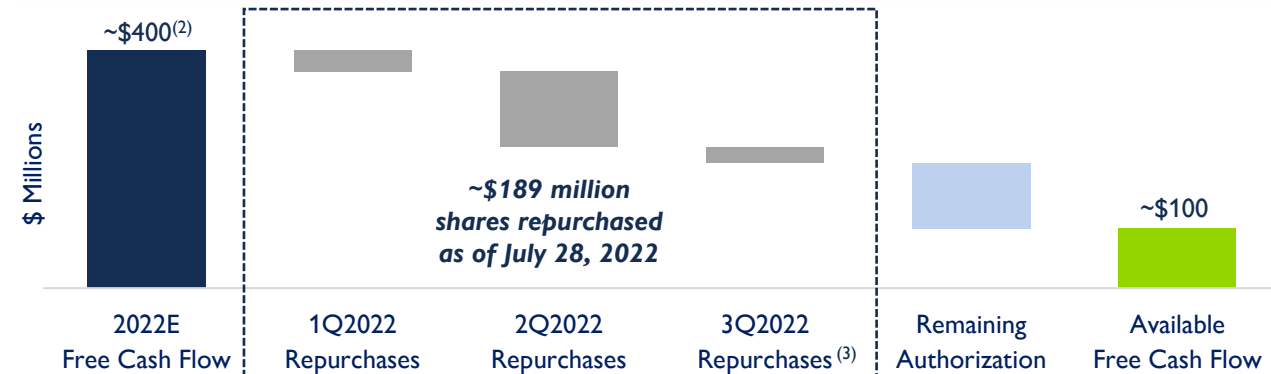 ~$400(2)
$ Millions
~$189 million
shares repurchased
as of July 28, 2022
~$100
2022E
Free Cash Flow
1Q2022
Repurchases
2Q2022
Repurchases
3Q2022
Repurchases (3)
Remaining
Authorization
Available
Free Cash Flow